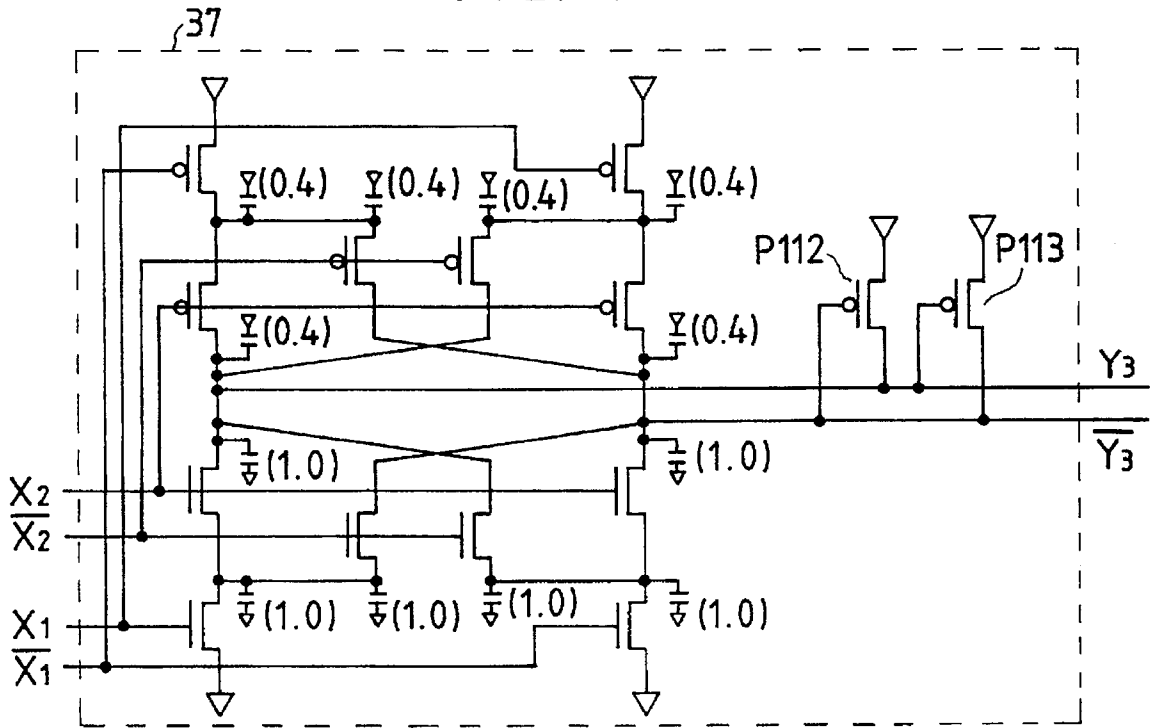 37
(0.4) (0.4) (0.4) (0.4)
P112 P113
(0.4) (0.4)
Y3
Y3
(1.0) (1.0)
X2
X2
(1.0) (1.0) (1.0) (1.0)
X1
X1